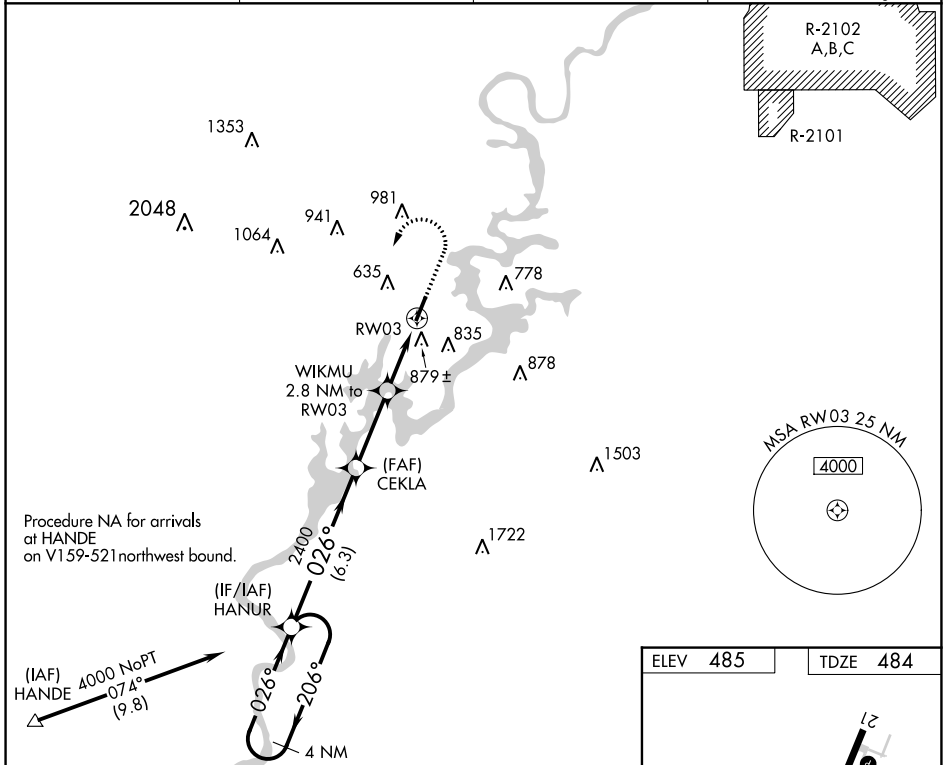 R-2102
A,B,C
R-2101
1353
2048
1064
941
981
635
778
RW03
835
879±
878
WIKMU
2.8 NM to
RW03
(FAF)
CEKLA
1503
1722
MSA RW03 25 NM
4000
Procedure NA for arrivals
at HANDE
on V159-521 northwest bound.
2400
026°
(6.3)
(IF/IAF)
HANUR
(IAF)
HANDE
4000 NoPT
074°
(9.8)
026°
206°
4 NM
ELEV 485
TDZE 484
21
P